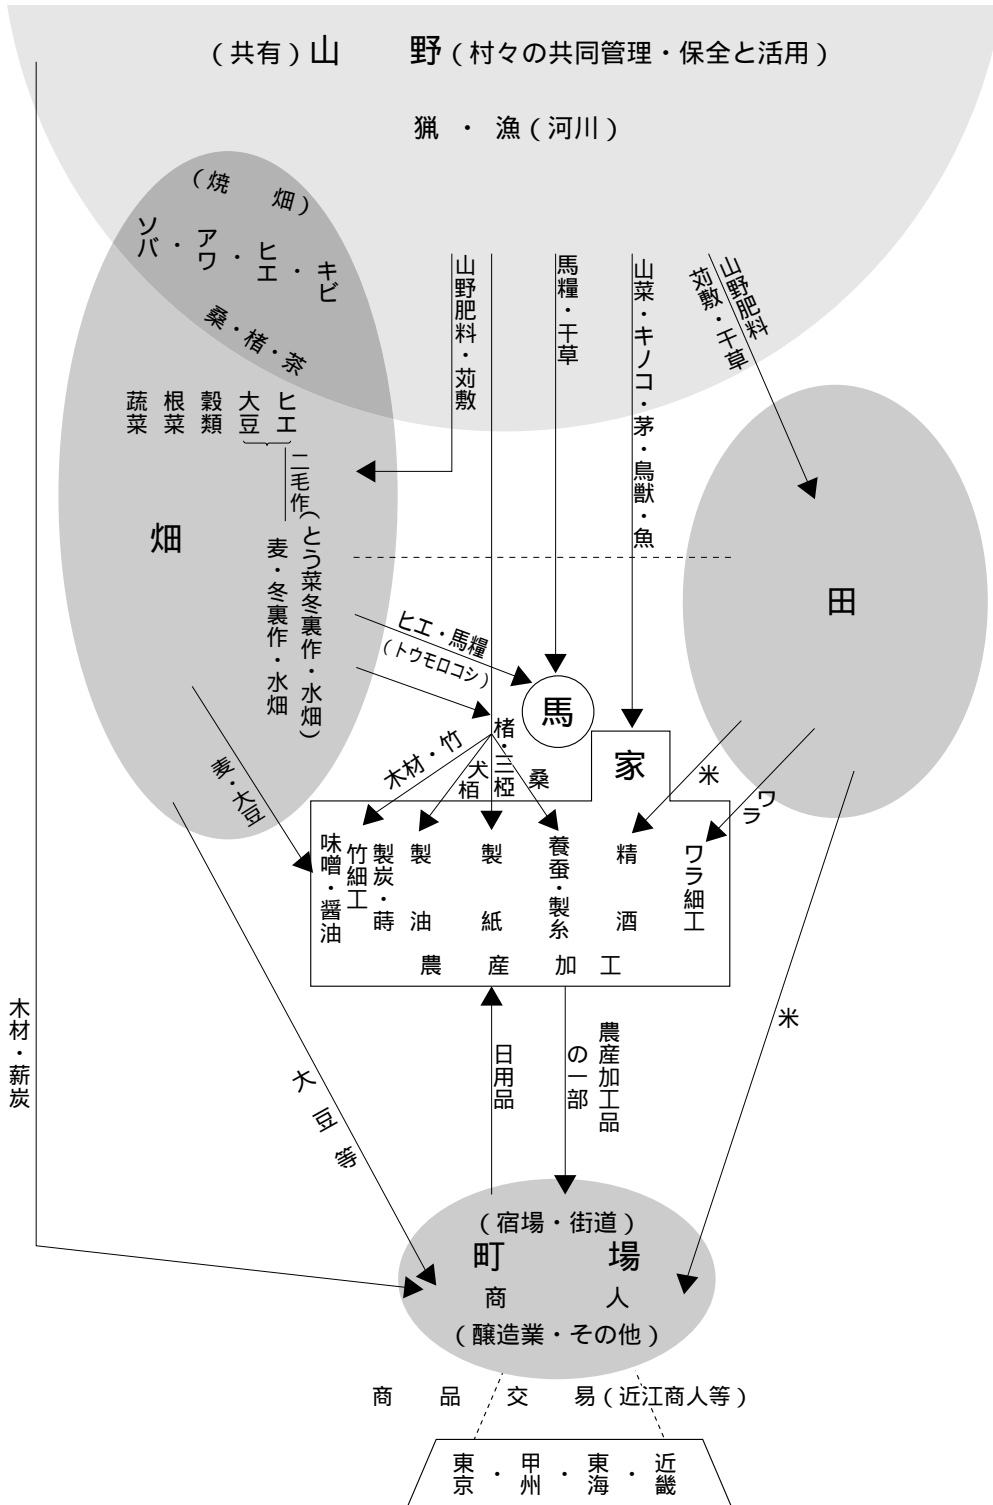 (共有)山　野(村々の共同管理・保全と活用)
猟・漁(河川)
(焼　畑)
ソバ・アワ・ヒエ・キビ
桑・楮・茶
蔬菜
根菜
穀類
大豆
ヒエ
二毛作
麦・冬裏作・水畑
(とう菜冬裏作・水畑)
畑
山野肥料・苅敷
馬糧・干草
山菜・キノコ・茅・鳥獣・魚
山野肥料
苅敷・干草
田
ヒエ・馬糧
(トウモロコシ)
馬
家
麦・大豆
木材・竹
犬栢
楮・三椏
桑
米
ワラ
味噌・醤油
竹細工
製炭・蒔
製油
製紙
養蚕・製糸
精酒
ワラ細工
農産加工
木材・薪炭
大豆等
日用品
農産加工品
の一部
米
(宿場・街道)
町　場
商　人
(醸造業・その他)
商品交易(近江商人等)
東京・甲州・東海・近畿